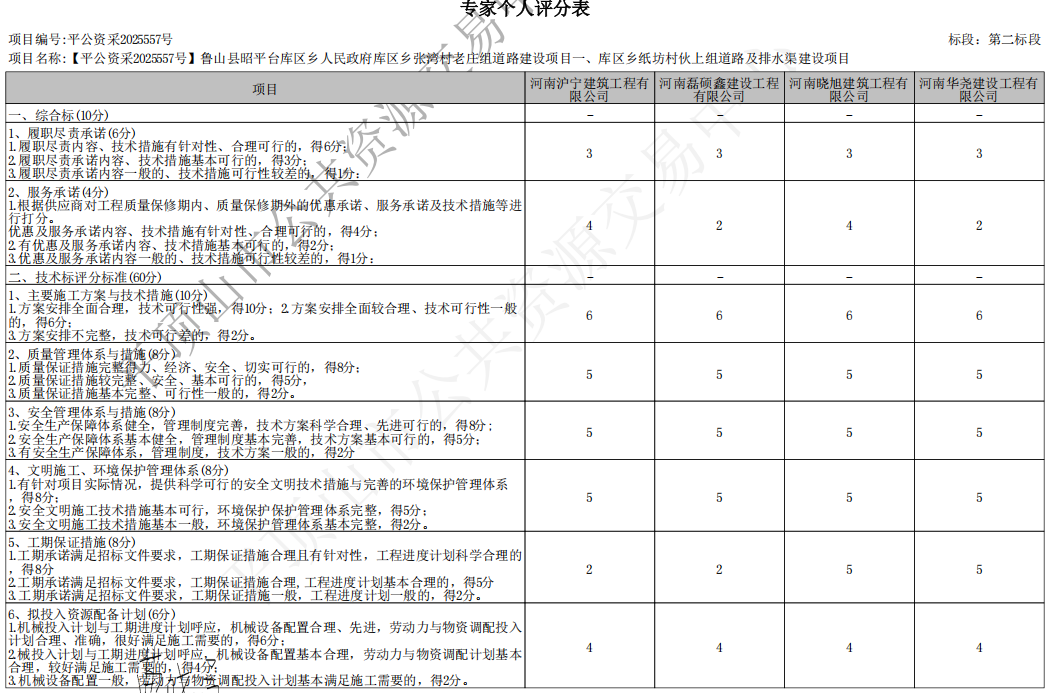 专家个人评分表
项目编号:平公资采2025557号
标段：第二标段
项目名称:【平公资采2025557号】鲁山县昭平台库区乡人民政府库区乡张湾村老庄组道路建设项目一、库区乡纸坊村伙上组道路及排水渠建设项目
项目
河南沪宁建筑工程有
限公司
河南磊硕鑫建设工程
有限公司
河南晓旭建筑工程有
限公司
河南华尧建设工程有
限公司
一、综合标(10分)
－ － － －
1、履职尽责承诺(6分)
1.履职尽责内容、技术措施有针对性、合理可行的，得6分；
2.履职尽责承诺内容、技术措施基本可行的，得3分；
3.履职尽责承诺内容一般的、技术措施可行性较差的，得1分：
3 3 3 3
2、服务承诺(4分)
1.根据供应商对工程质量保修期内、质量保修期外的优惠承诺、服务承诺及技术措施等进
行打分。
优惠及服务承诺内容、技术措施有针对性、合理可行的，得4分；
2.有优惠及服务承诺内容、技术措施基本可行的，得2分；
3.优惠及服务承诺内容一般的、技术措施可行性较差的，得1分：
4 2 4 2
二、技术标评分标准(60分)
－ － － －
1、主要施工方案与技术措施(10分)
1.方案安排全面合理，技术可行性强，得10分；2.方案安排全面较合理、技术可行性一般
的，得6分；
3.方案安排不完整，技术可行差的，得2分。
6 6 6 6
2、质量管理体系与措施(8分)
1.质量保证措施完整得力、经济、安全、切实可行的，得8分；
2.质量保证措施较完整、安全、基本可行的，得5分，
3.质量保证措施基本完整、可行性一般的，得2分。
5 5 5 5
3、安全管理体系与措施(8分)
1.安全生产保障体系健全，管理制度完善，技术方案科学合理、先进可行的，得8分;
2.安全生产保障体系基本健全，管理制度基本完善，技术方案基本可行的，得5分；
3.有安全生产保障体系，管理制度，技术方案一般的，得2分
5 5 5 5
4、文明施工、环境保护管理体系(8分)
1.有针对项目实际情况，提供科学可行的安全文明技术措施与完善的环境保护管理体系
，得8分；
2.安全文明施工技术措施基本可行，环境保护保护管理体系完整，得5分；
3.安全文明施工技术措施基本一般，环境保护管理体系基本完整，得2分。
5 5 5 5
5、工期保证措施(8分)
1.工期承诺满足招标文件要求，工期保证措施合理且有针对性，工程进度计划科学合理的
，得8分
2.工期承诺满足招标文件要求，工期保证措施合理,工程进度计划基本合理的，得5分
3.工期承诺满足招标文件要求，工期保证措施一般，工程进度计划一般的，得2分。
2 2 5 5
6、拟投入资源配备计划(6分)
1.机械投入计划与工期进度计划呼应，机械设备配置合理、先进，劳动力与物资调配投入
计划合理、准确，很好满足施工需要的，得6分；
2.械投入计划与工期进度计划呼应，机械设备配置基本合理，劳动力与物资调配计划基本
合理，较好满足施工需要的，得4分；
3.机械设备配置一般，劳动力与物资调配投入计划基本满足施工需要的，得2分。
4 4 4 4
平顶山市公共资源交易中
平顶山市公共资源交易中